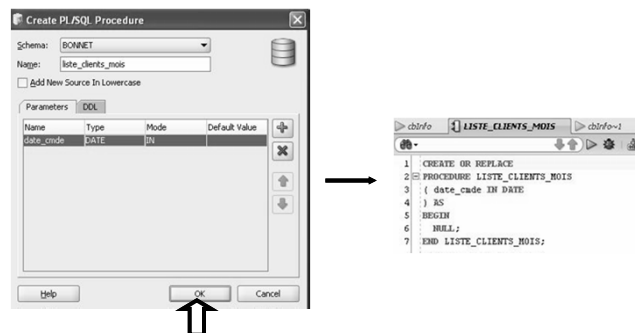 Create PL/SQL Procedure
Schema: BONNET
Name: liste_clients_mois
Add New Source In Lowercase
Parameters DDL
Name Type Mode Default Value
date_cmde DATE IN
Help OK Cancel
cbInfo LISTE_CLIENTS_MOIS cbInfo~1
1 CREATE OR REPLACE
2 PROCEDURE LISTE_CLIENTS_MOIS
3 ( date_cmde IN DATE
4 ) AS
5 BEGIN
6 NULL;
7 END LISTE_CLIENTS_MOIS;